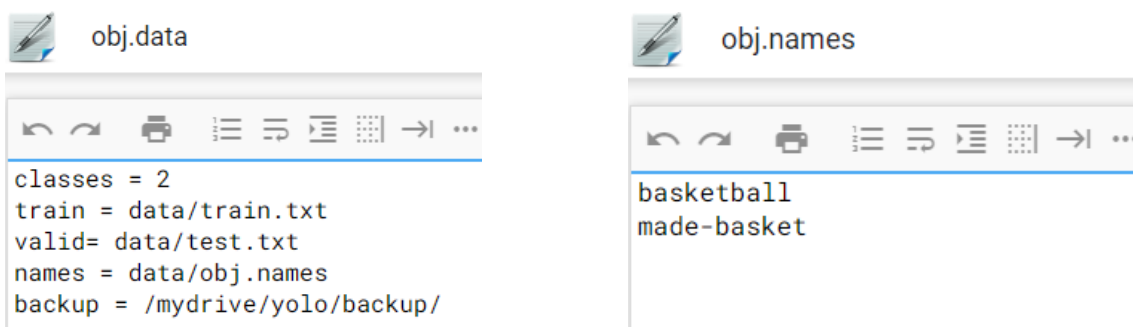 obj.data
classes = 2
train = data/train.txt
valid= data/test.txt
names = data/obj.names
backup = /mydrive/yolo/backup/
obj.names
basketball
made-basket